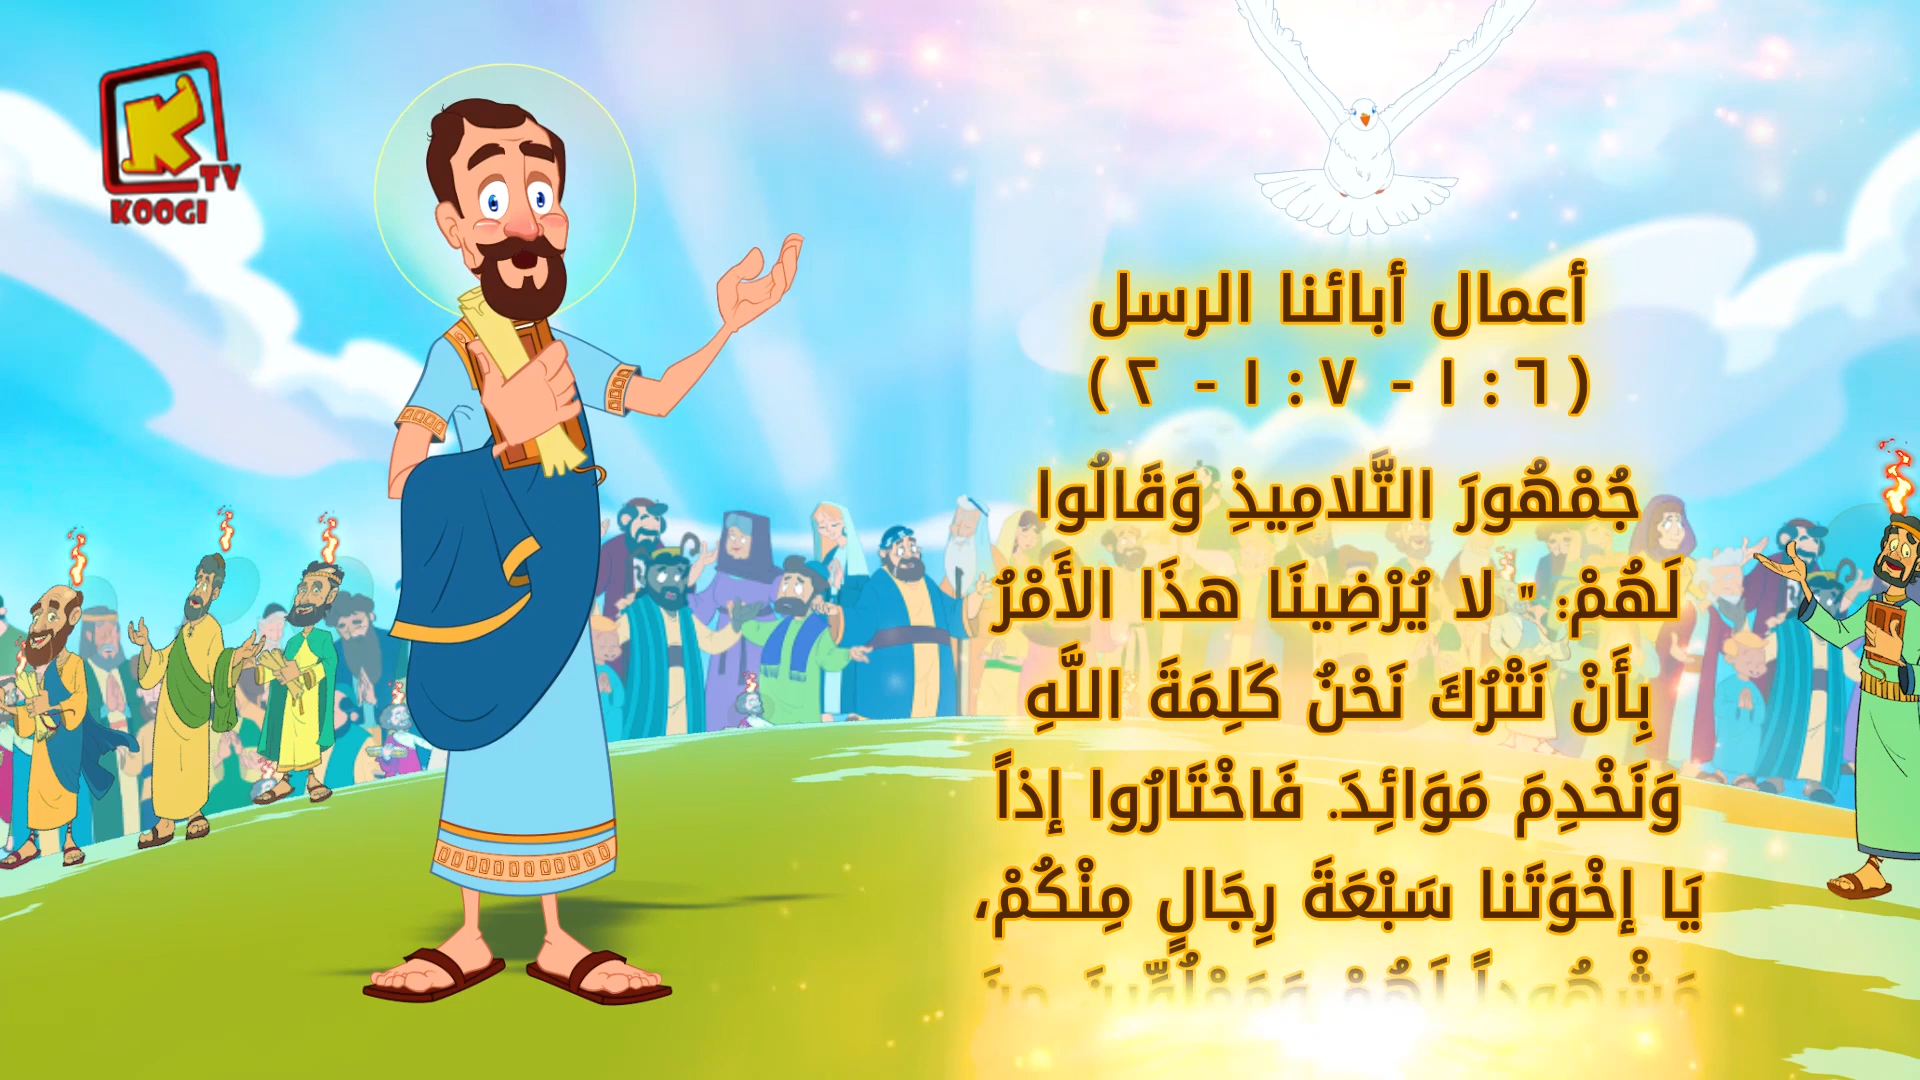 K
TV
KOOGI
أعمال أبائنا الرسل
(٦ : ١ - ٧ : ١ - ٢)
جُمْهُورَ التَّلامِيذِ وَقَالُوا
لَهُمْ: " لا يُرْضِينَا هذَا الأَمْرُ
بِأَنْ نَتْرُكَ نَحْنُ كَلِمَةَ اللَّهِ
وَنَخْدِمَ مَوَائِدَ. فَاخْتَارُوا إذاً
يَا إخْوَتَنا سَبْعَةَ رِجَالٍ مِنْكُمْ،